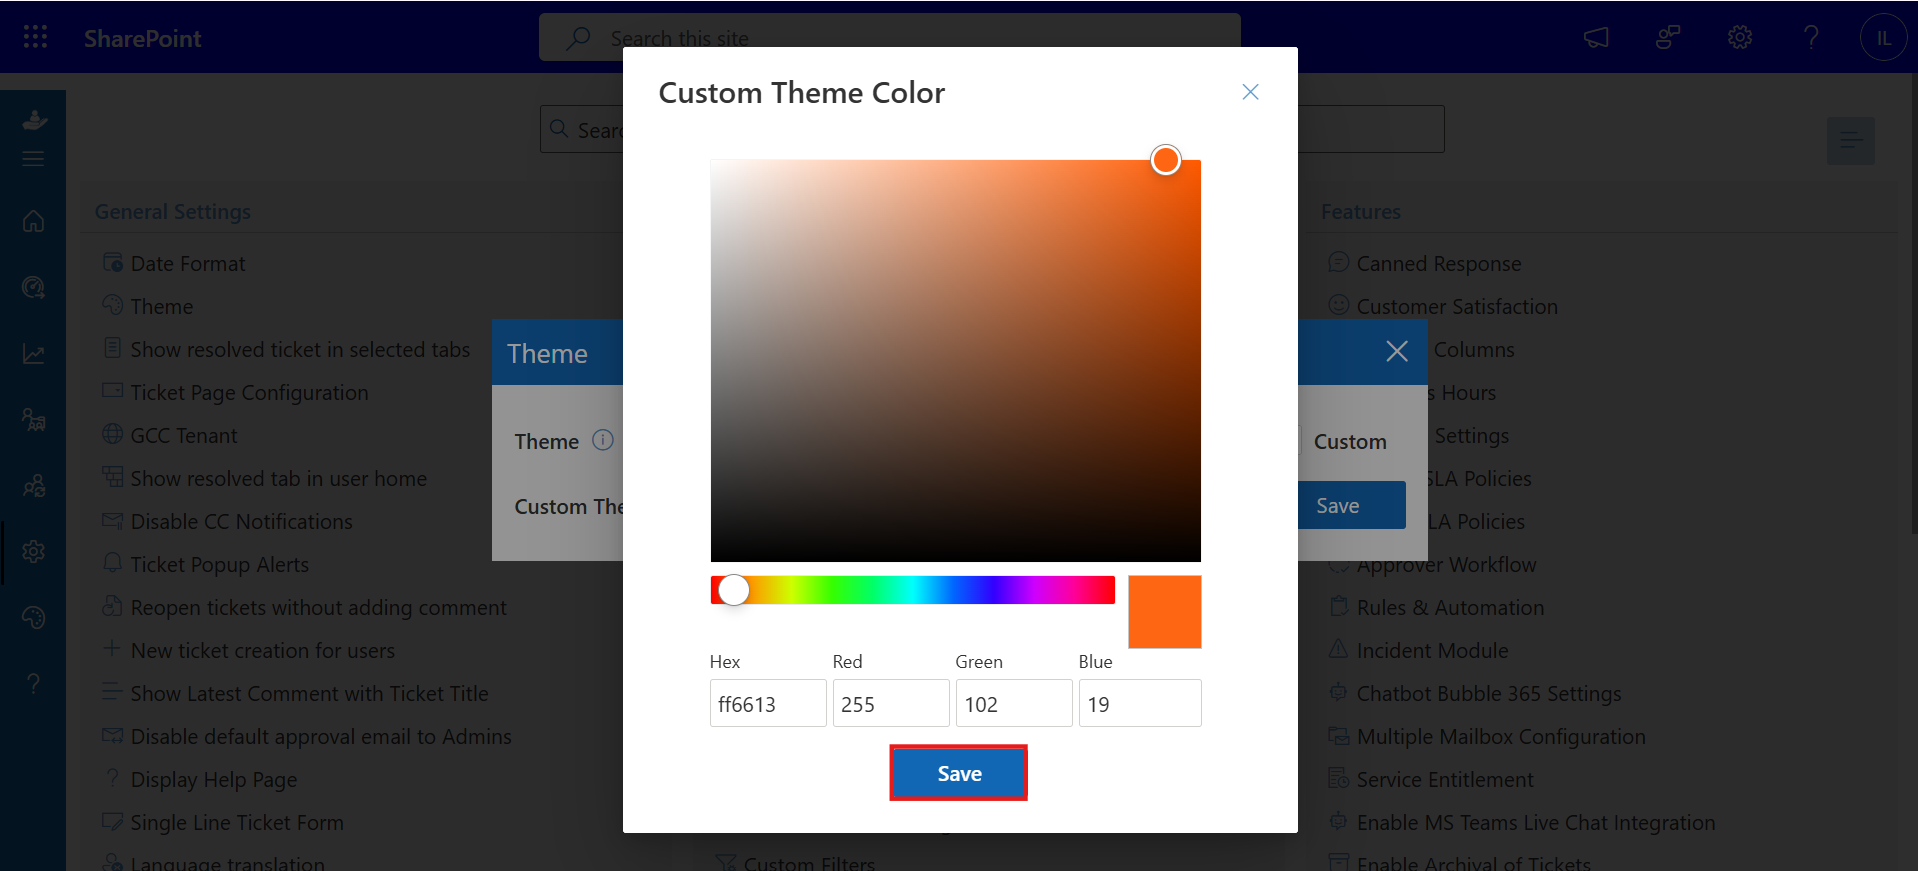 SharePoint
Search this site
IL
Custom Theme Color
Sear
General Settings
Date Format
Theme
Show resolved ticket in selected tabs
Ticket Page Configuration
GCC Tenant
Show resolved tab in user home
Disable CC Notifications
Ticket Popup Alerts
Reopen tickets without adding comment
New ticket creation for users
Show Latest Comment with Ticket Title
Disable default approval email to Admins
Display Help Page
Single Line Ticket Form
Language translation
Theme
Theme
Custom The
Custom
Save
Hex
Red
Green
Blue
ff6613
255
102
19
Save
Custom Filters
Features
Canned Response
Customer Satisfaction
Columns
s Hours
Settings
SLA Policies
LA Policies
Approver Workflow
Rules & Automation
Incident Module
Chatbot Bubble 365 Settings
Multiple Mailbox Configuration
Service Entitlement
Enable MS Teams Live Chat Integration
Enable Archival of Tickets